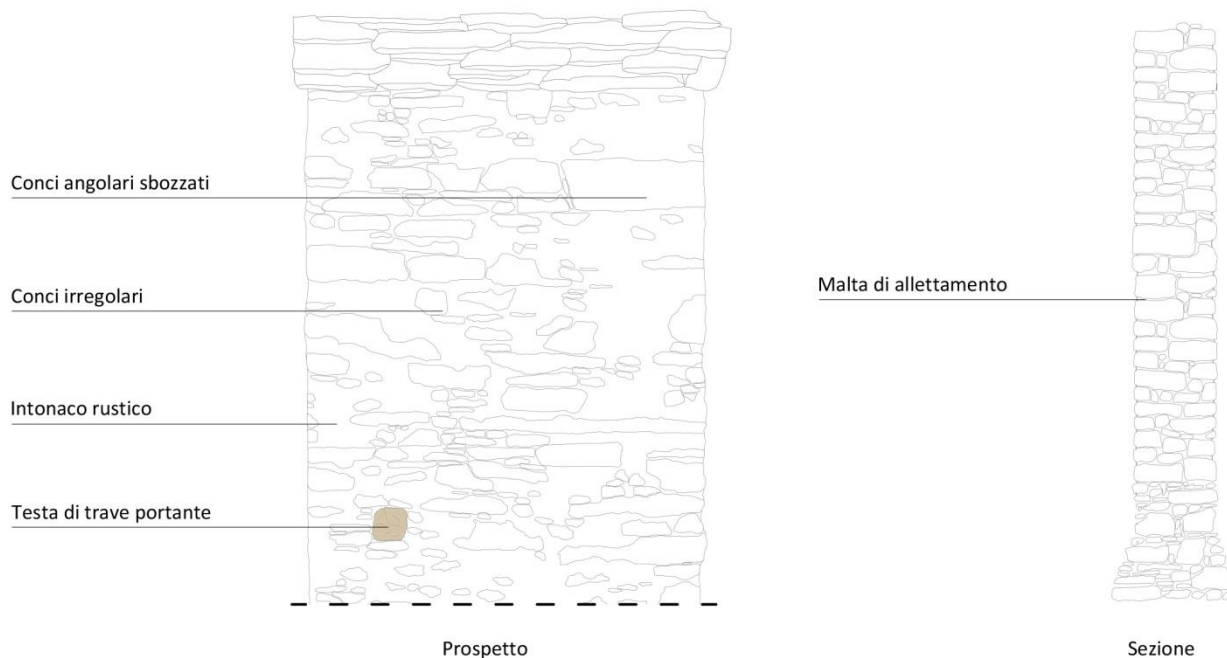 Conci angolari sbozzati
Conci irregolari
Intonaco rustico
Testa di trave portante
Malta di allettamento
Prospetto
Sezione